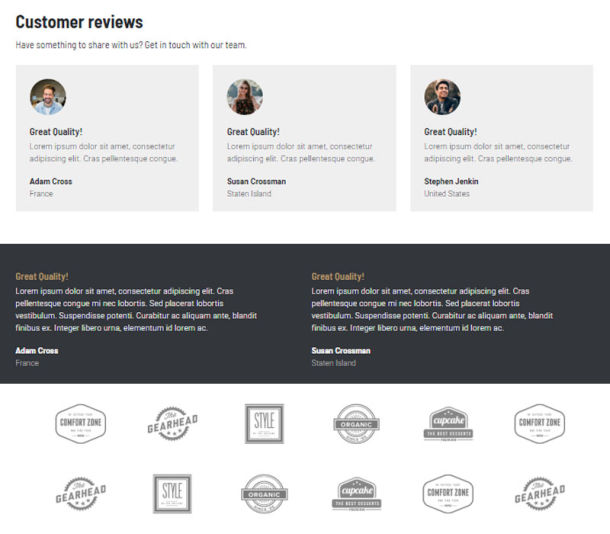 Customer reviews
Have something to share with us? Get in touch with our team.
Great Quality!
Lorem ipsum dolor sit amet, consectetur
adipiscing elit. Cras pellentesque congue.
Adam Cross
France
Great Quality!
Lorem ipsum dolor sit amet, consectetur
adipiscing elit. Cras pellentesque congue.
Susan Crossman
Staten Island
Great Quality!
Lorem ipsum dolor sit amet, consectetur
adipiscing elit. Cras pellentesque congue.
Stephen Jenkin
United States
Great Quality!
Lorem ipsum dolor sit amet, consectetur adipiscing elit. Cras
pellentesque congue mi nec lobortis. Sed placerat lobortis
vestibulum. Suspendisse potenti. Curabitur ac aliquam ante, blandit
finibus ex. Integer libero urna, elementum id lorem ac.
Adam Cross
France
Great Quality!
Lorem ipsum dolor sit amet, consectetur adipiscing elit. Cras
pellentesque congue mi nec lobortis. Sed placerat lobortis
vestibulum. Suspendisse potenti. Curabitur ac aliquam ante, blandit
finibus ex. Integer libero urna, elementum id lorem ac.
Susan Crossman
Staten Island
COMFORT ZONE
The
GEARHEAD
STYLE
ORGANIC
cupcake
THE BEST DESSERTS
COMFORT ZONE
The
GEARHEAD
STYLE
ORGANIC
cupcake
THE BEST DESSERTS
COMFORT ZONE
The
GEARHEAD